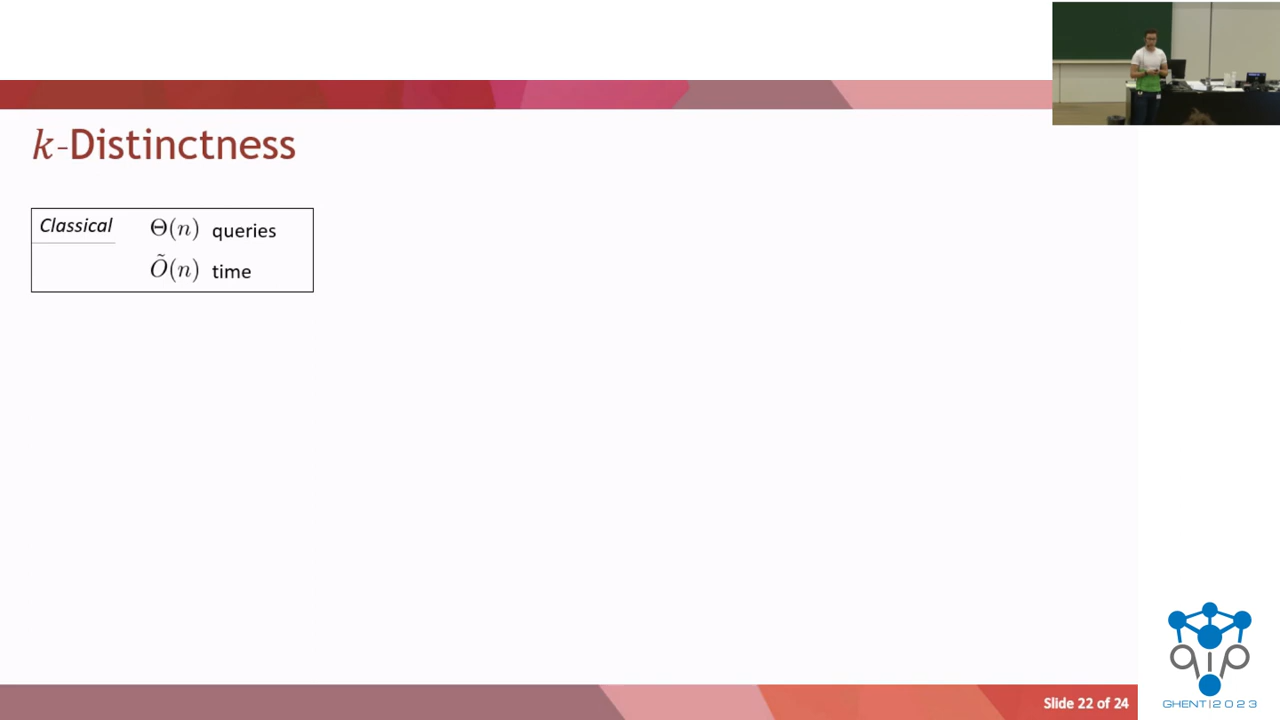 k-Distinctness
Classical Θ(n) queries
Õ(n) time
Slide 22 of 24
qip
GHENT|2023